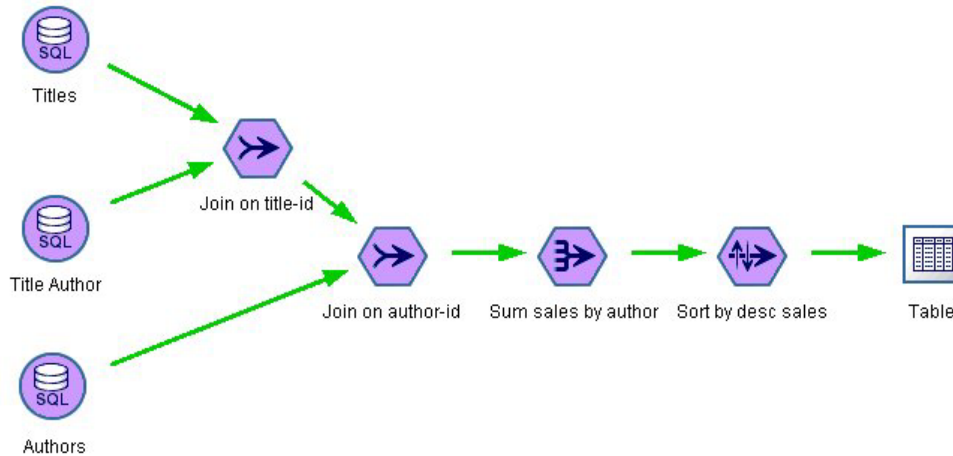 SQL
Titles
Join on title-id
SQL
Title Author
Join on author-id
Sum sales by author
Sort by desc sales
Table
SQL
Authors